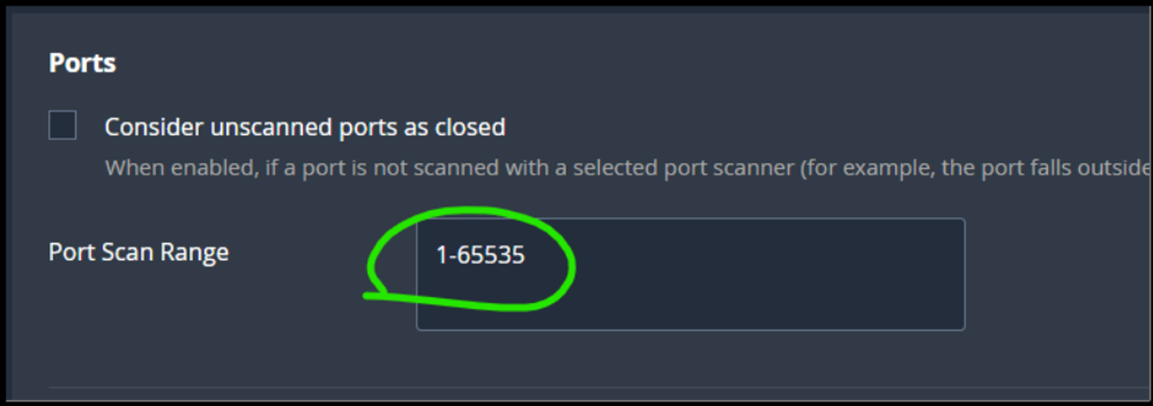 Ports
Consider unscanned ports as closed
When enabled, if a port is not scanned with a selected port scanner (for example, the port falls outside
Port Scan Range
1-65535